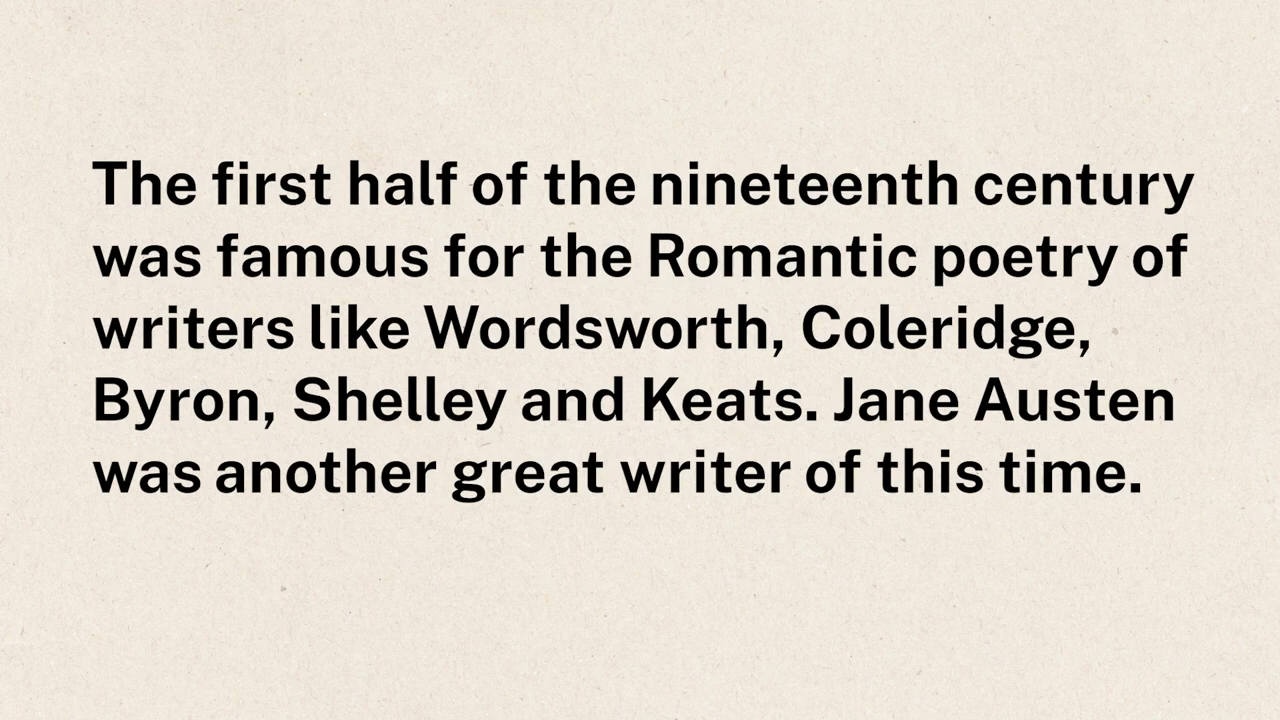 The first half of the nineteenth century
was famous for the Romantic poetry of
writers like Wordsworth, Coleridge,
Byron, Shelley and Keats. Jane Austen
was another great writer of this time.